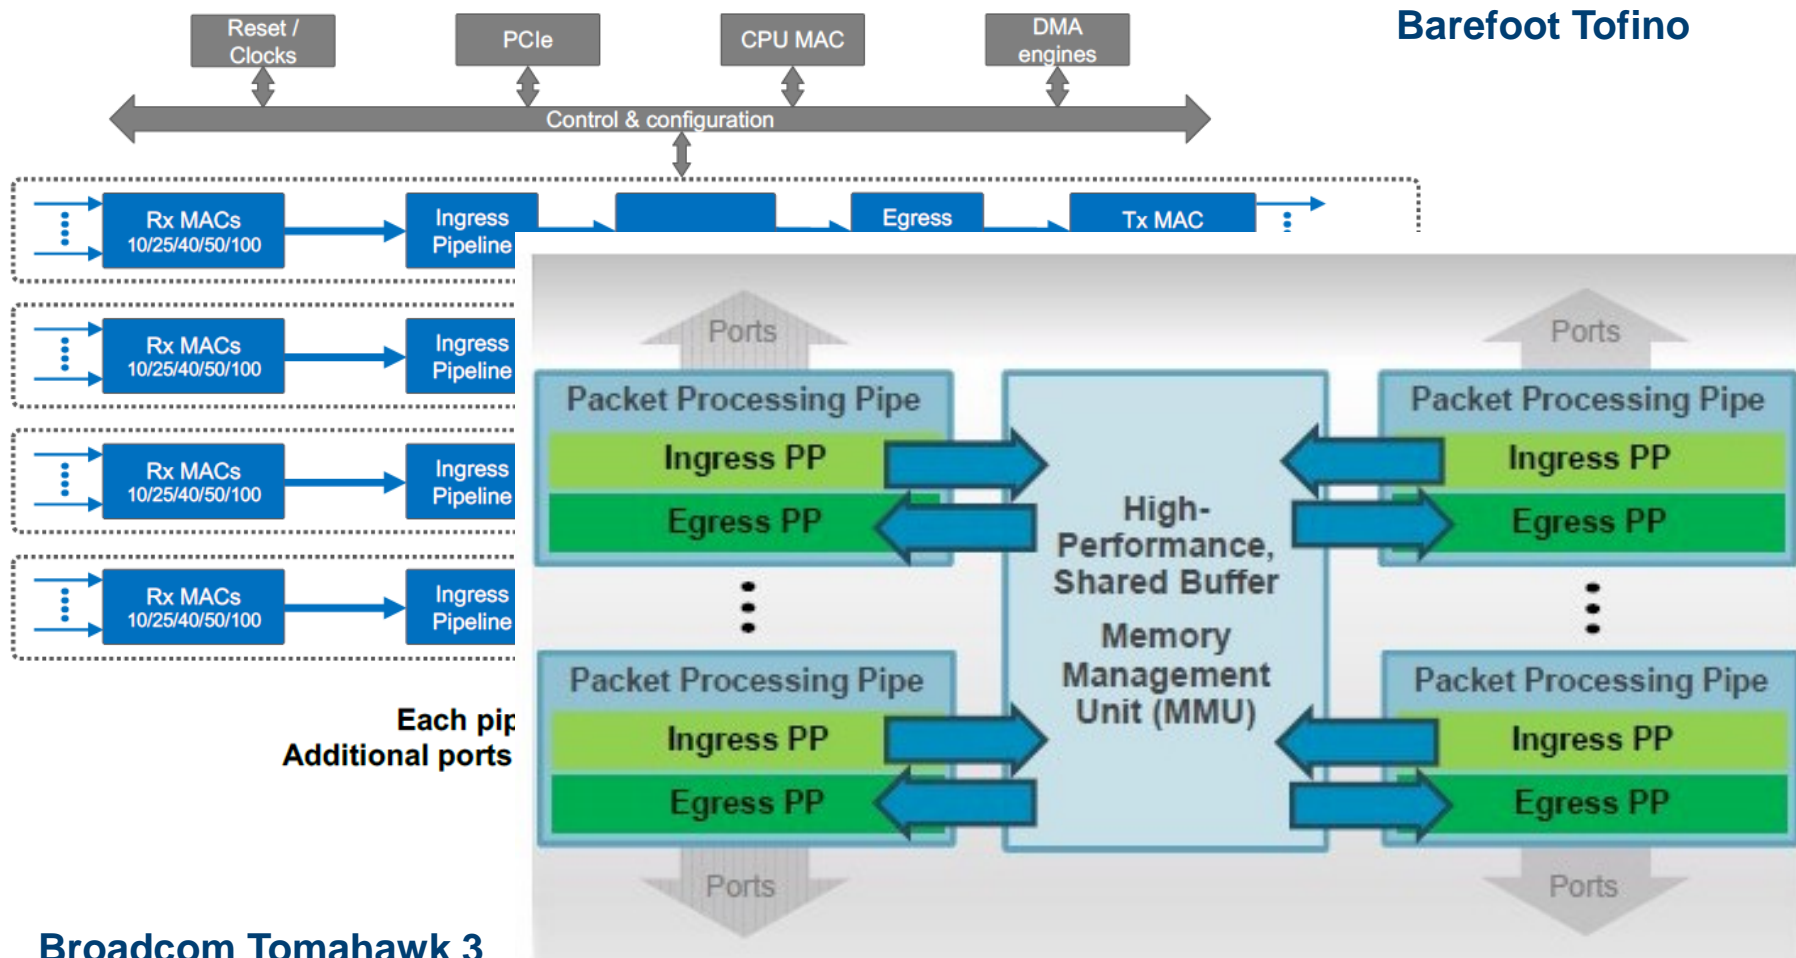 Barefoot Tofino
Reset /
Clocks
PCIe
CPU MAC
DMA
engines
Control & configuration
Rx MACs
10/25/40/50/100
Ingress
Pipeline
Egress
Tx MAC
Rx MACs
10/25/40/50/100
Ingress
Pipeline
Rx MACs
10/25/40/50/100
Ingress
Pipeline
Rx MACs
10/25/40/50/100
Ingress
Pipeline
Each
Additional ports
Ports
Packet Processing Pipe
Ingress PP
Egress PP
Packet Processing Pipe
Ingress PP
Egress PP
Ports
High-
Performance,
Shared Buffer
Memory
Management
Unit (MMU)
Ports
Packet Processing Pipe
Ingress PP
Egress PP
Packet Processing Pipe
Ingress PP
Egress PP
Ports
Broadcom Tomahawk 3